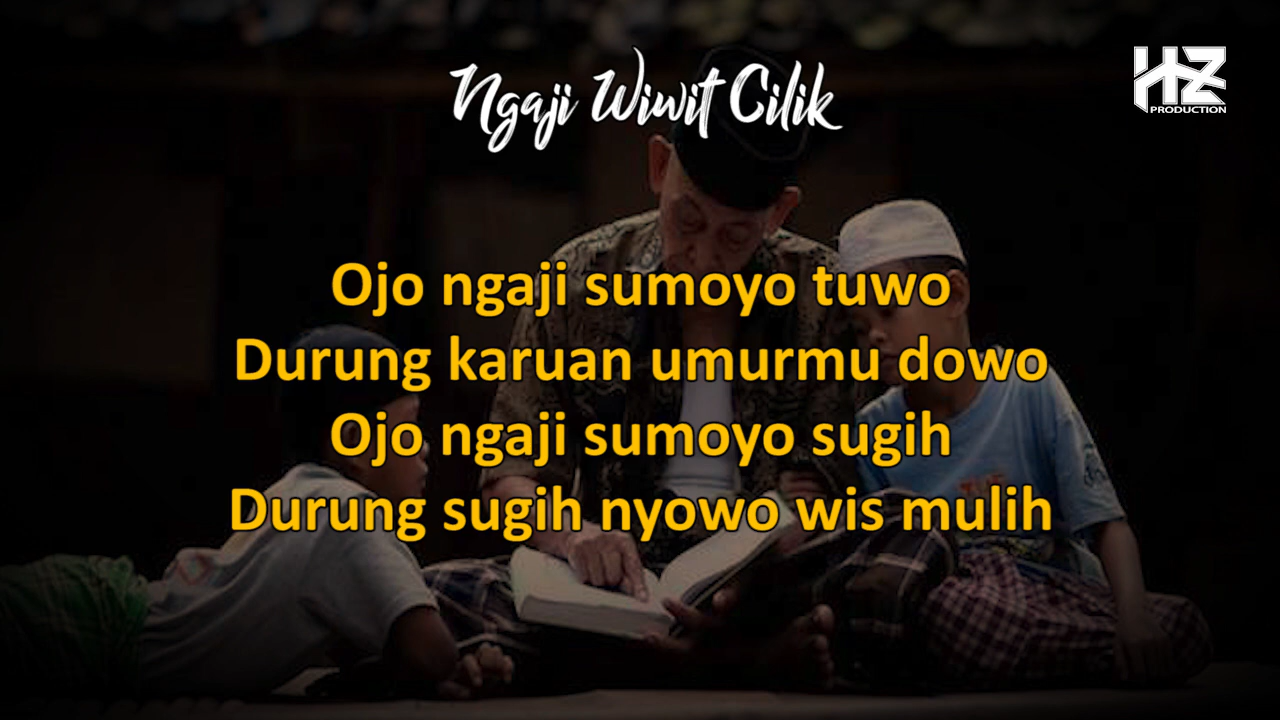 Ngaji Wiwit Cilik
HZ
PRODUCTION
Ojo ngaji sumoyo tuwo
Durung karuan umurmu dowo
Ojo ngaji sumoyo sugih
Durung sugih nyowo wis mulih